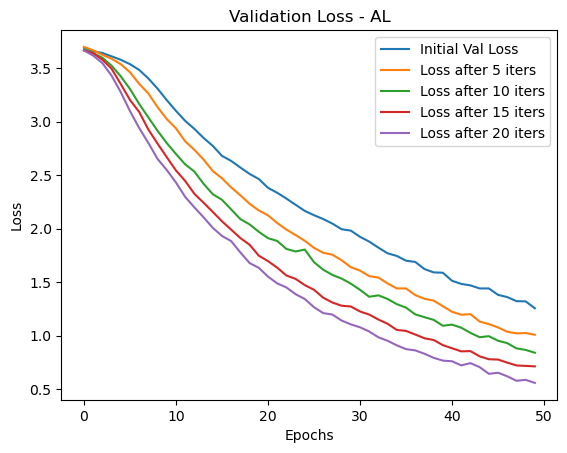 Validation Loss - AL
Initial Val Loss
Loss after 5 iters
Loss after 10 iters
Loss after 15 iters
Loss after 20 iters
Loss
3.5
3.0
2.5
2.0
1.5
1.0
0.5
0
10
20
30
40
50
Epochs